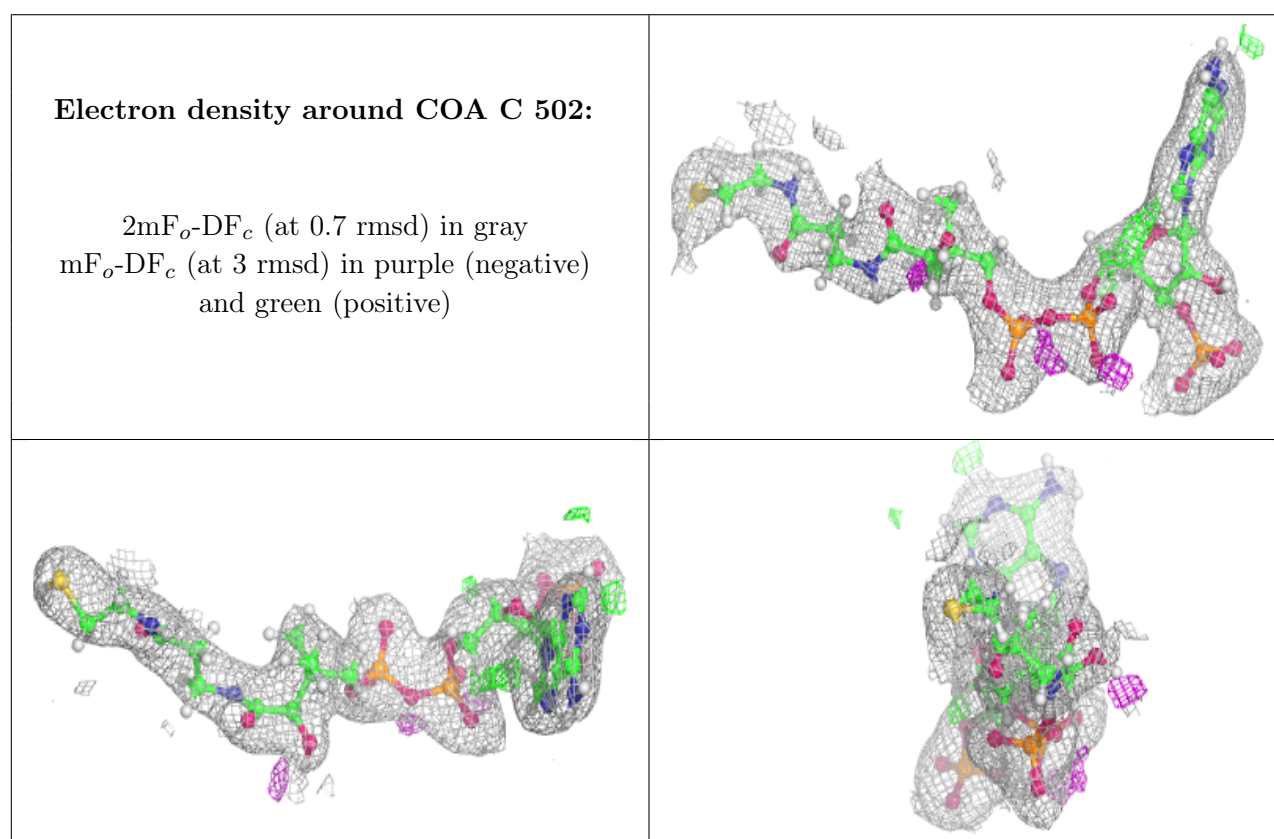 Electron density around COA C 502:
2mFo-DFc (at 0.7 rmsd) in gray
mFo-DFc (at 3 rmsd) in purple (negative)
and green (positive)